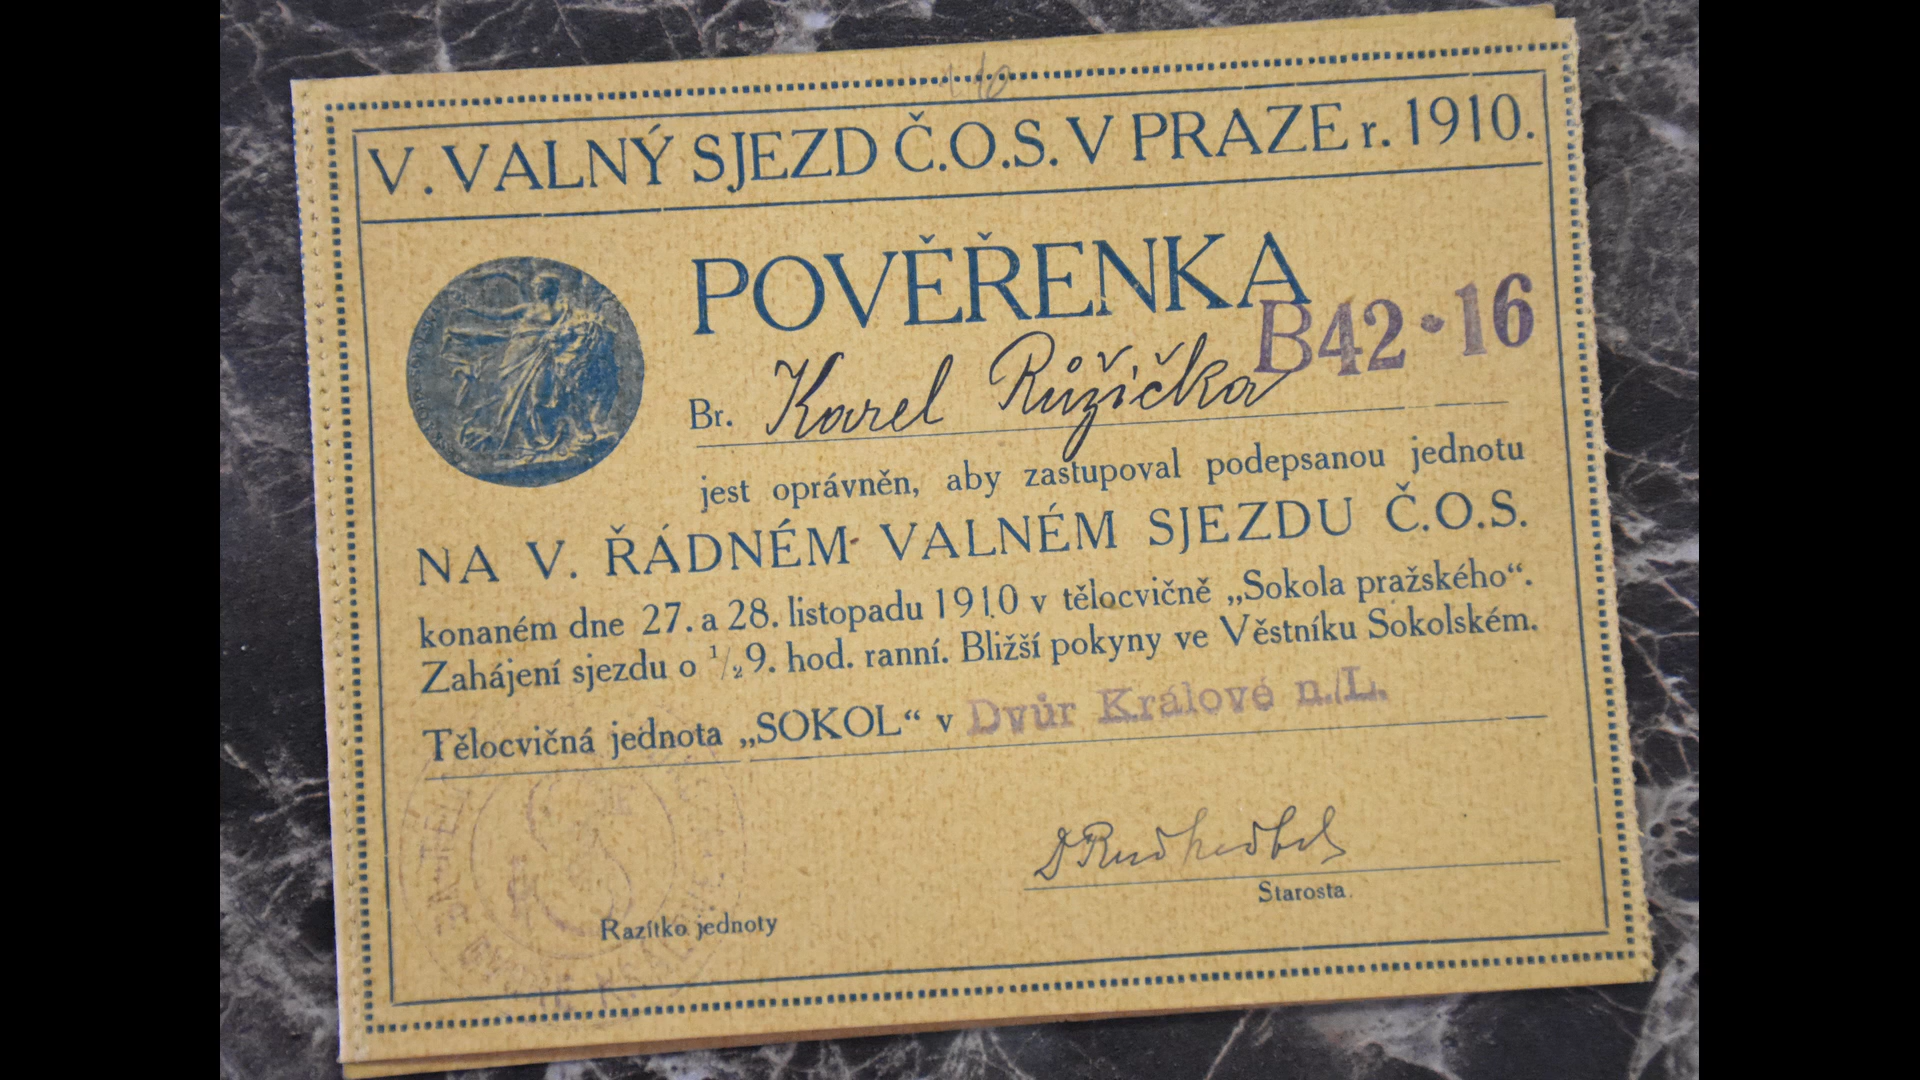 V. VALNÝ SJEZD Č.O.S. V PRAZE r. 1910.
POVĚŘENKA
B42·16
Br. Karel Růžička
jest oprávněn, aby zastupoval podepsanou jednotu
NA V. ŘÁDNÉM VALNÉM SJEZDU Č.O.S.
konaném dne 27. a 28. listopadu 1910 v tělocvičně „Sokola pražského“.
Zahájení sjezdu o ½9. hod. ranní. Bližší pokyny ve Věstníku Sokolském.
Tělocvičná jednota „SOKOL“ v Dvůr Králové n./L.
Starosta.
Razítko jednoty